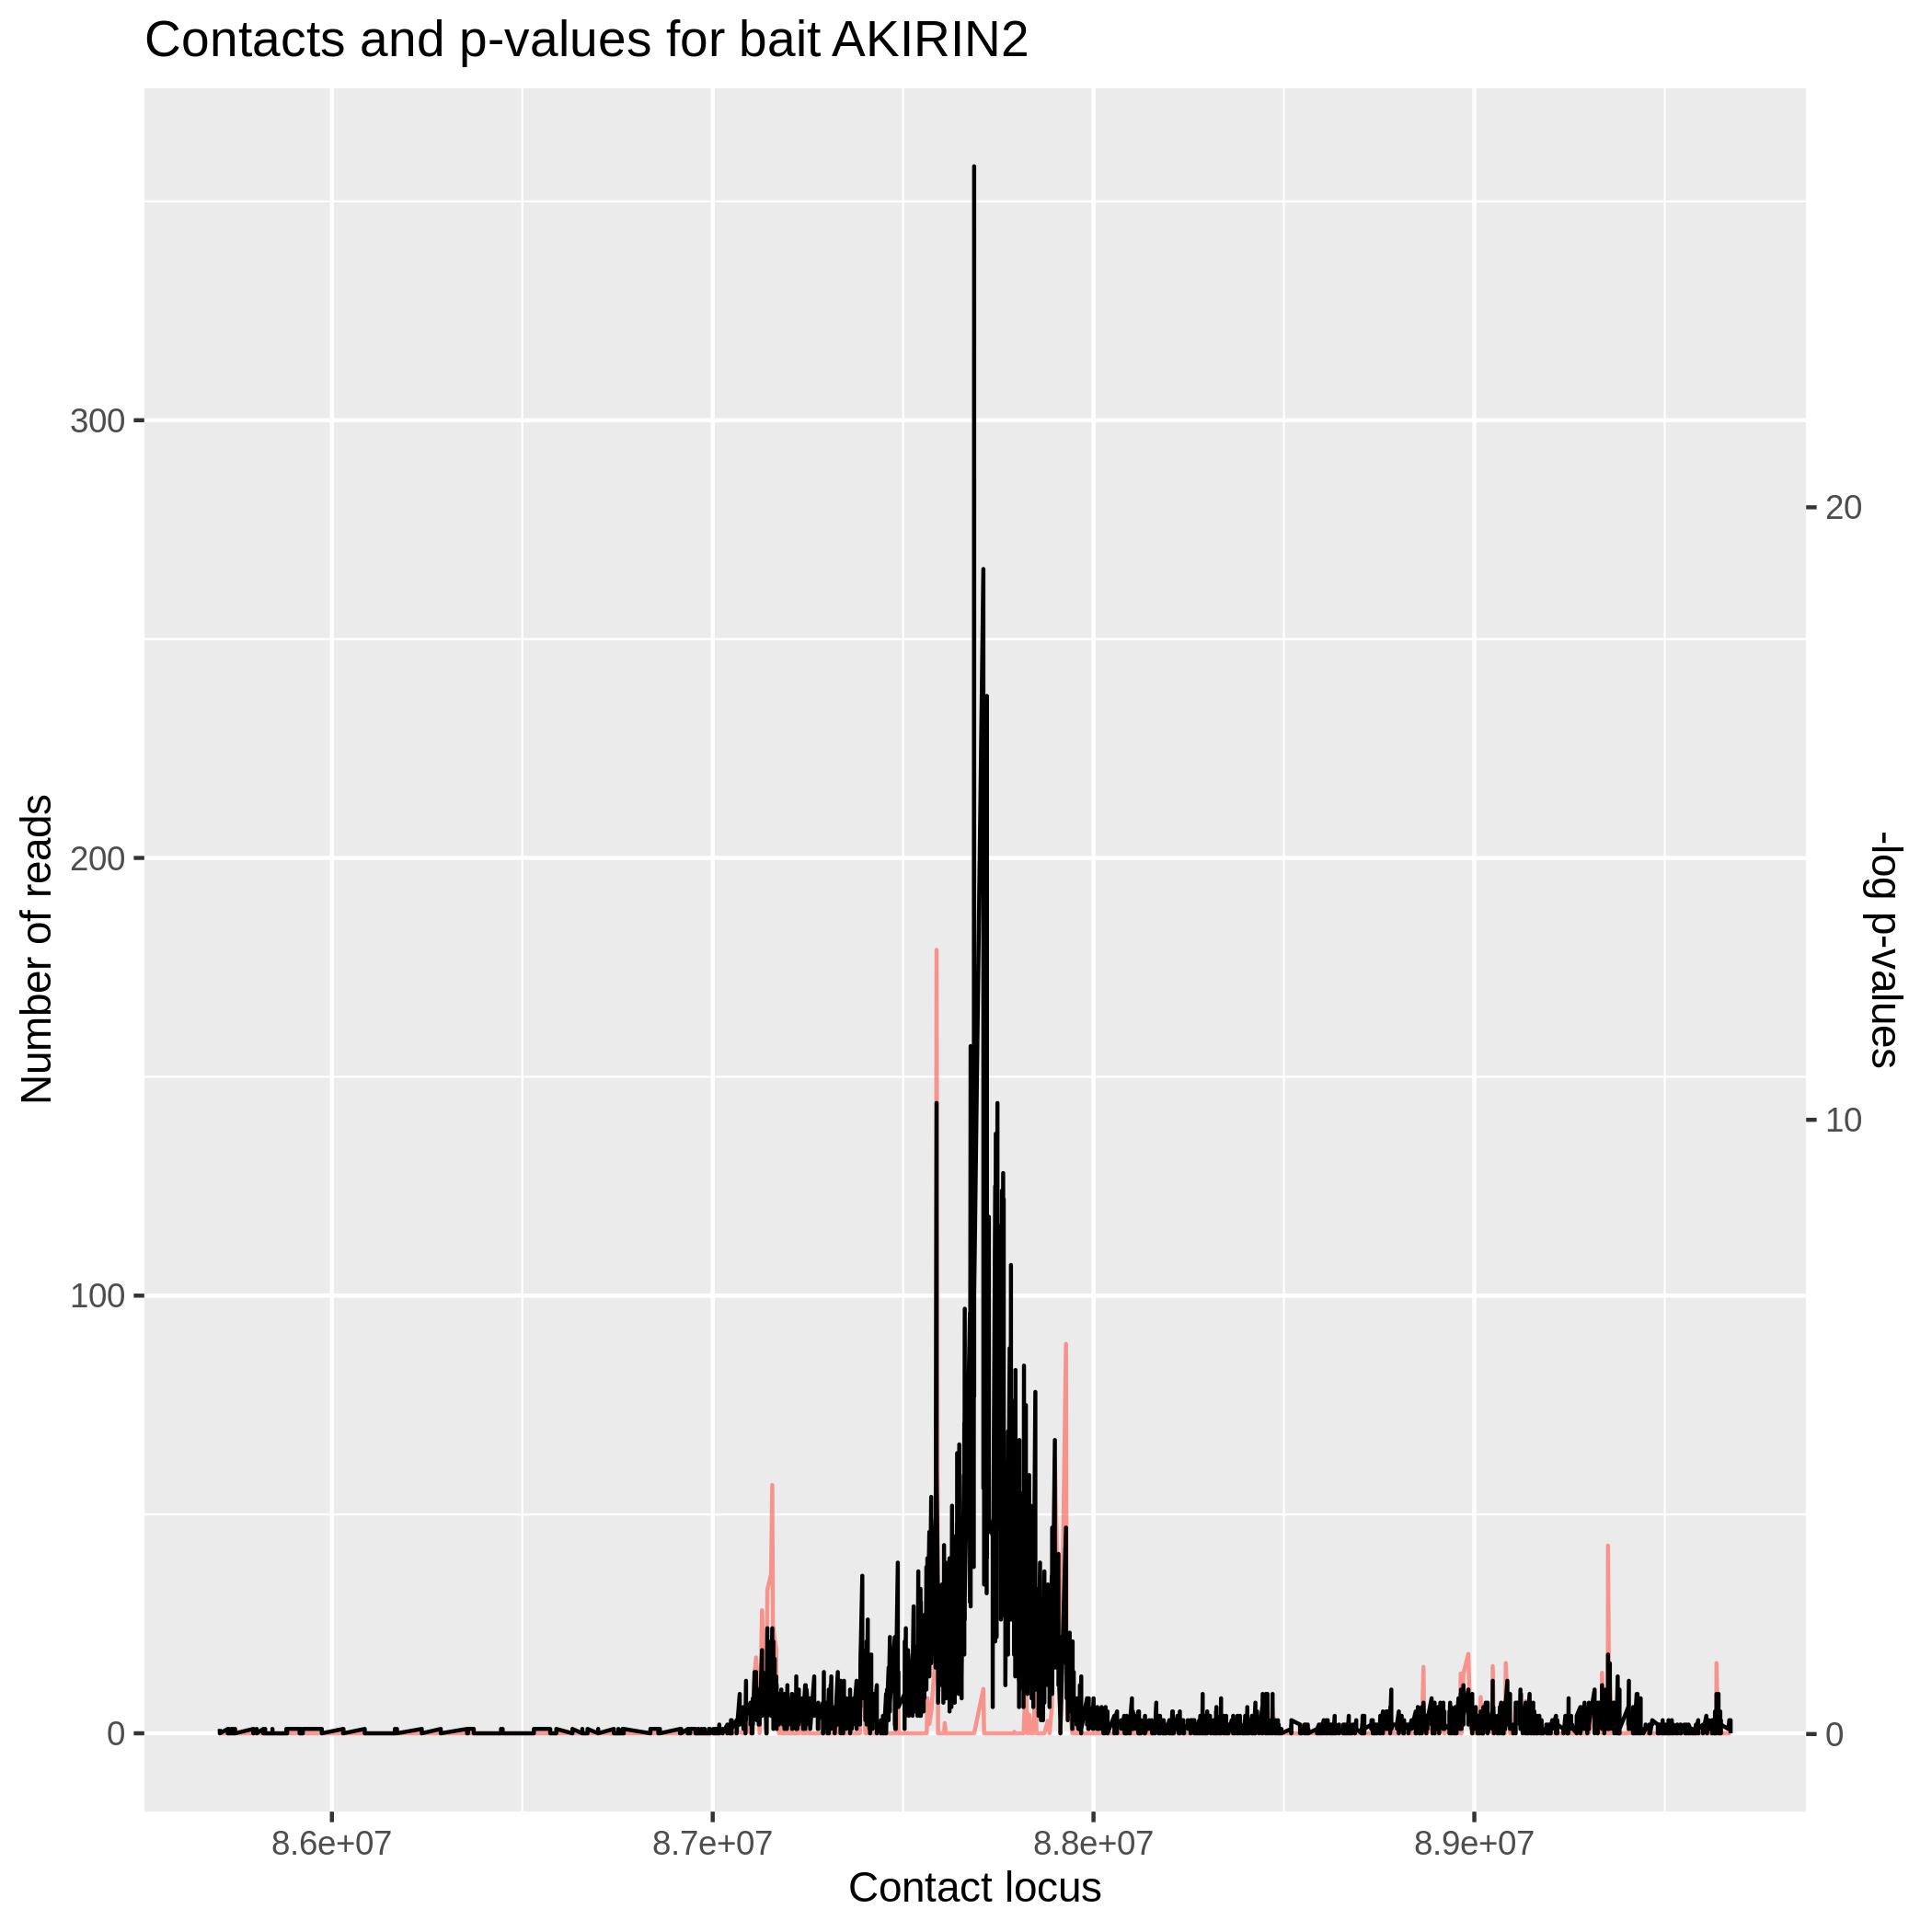 Contacts and p-values for bait AKIRIN2
Number of reads
300
200
100
0
20
10
0
-log p-values
8.6e+07
8.7e+07
8.8e+07
8.9e+07
Contact locus